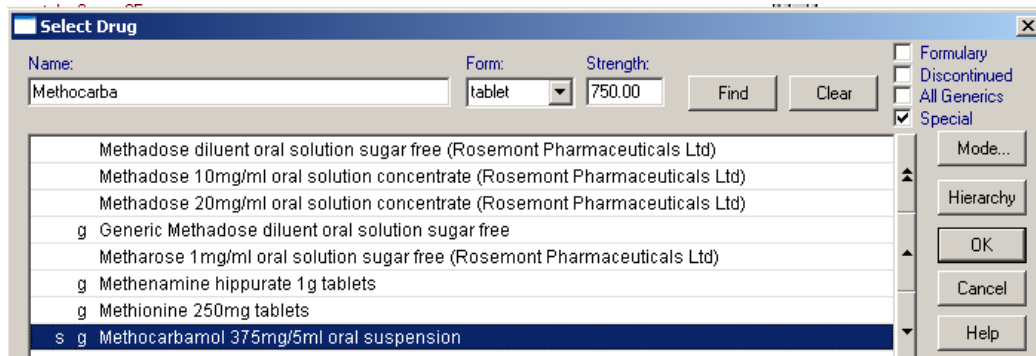 Select Drug
Name: Form: Strength:
Methocarba tablet 750.00 Find Clear
Formulary
Discontinued
All Generics
Special
Methadose diluent oral solution sugar free (Rosemont Pharmaceuticals Ltd)
Methadose 10mg/ml oral solution concentrate (Rosemont Pharmaceuticals Ltd)
Methadose 20mg/ml oral solution concentrate (Rosemont Pharmaceuticals Ltd)
g Generic Methadose diluent oral solution sugar free
Metharose 1mg/ml oral solution sugar free (Rosemont Pharmaceuticals Ltd)
g Methenamine hippurate 1g tablets
g Methionine 250mg tablets
s g Methocarbamol 375mg/5ml oral suspension
Mode...
Hierarchy
OK
Cancel
Help